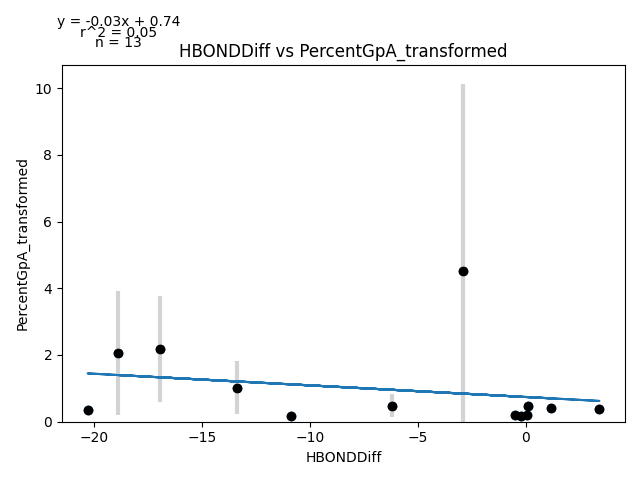 y = -0.03x + 0.74
r^2 = 0.05
n = 13
HBONDDiff vs PercentGpA_transformed
10
8
6
4
2
0
PercentGpA_transformed
−20
−15
−10
−5
0
HBONDDiff